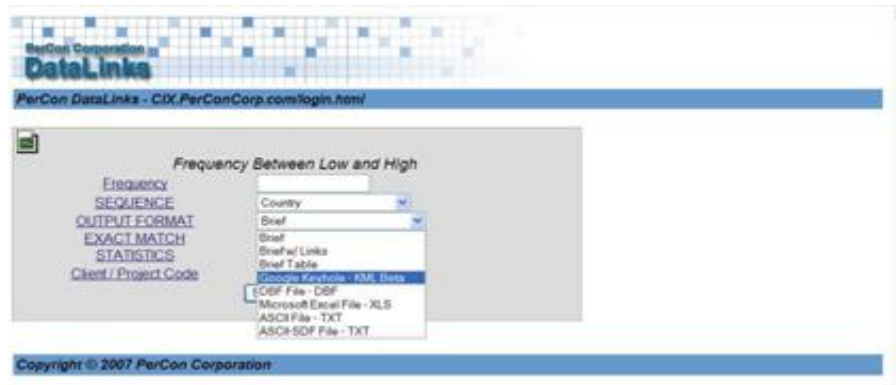 PerCon Corporation
DataLinks
PerCon DataLinks - CIX.PerConCorp.com/login.html
Frequency Between Low and High
Frequency
SEQUENCE Country
OUTPUT FORMAT Brief
EXACT MATCH Brief
Brief w/ Links
STATISTICS Brief Table
Client / Project Code Google Keyhole - KML Beta
DBF File - DBF
Microsoft Excel File - XLS
ASCII File - TXT
ASCII-SDF File - TXT
Copyright © 2007 PerCon Corporation